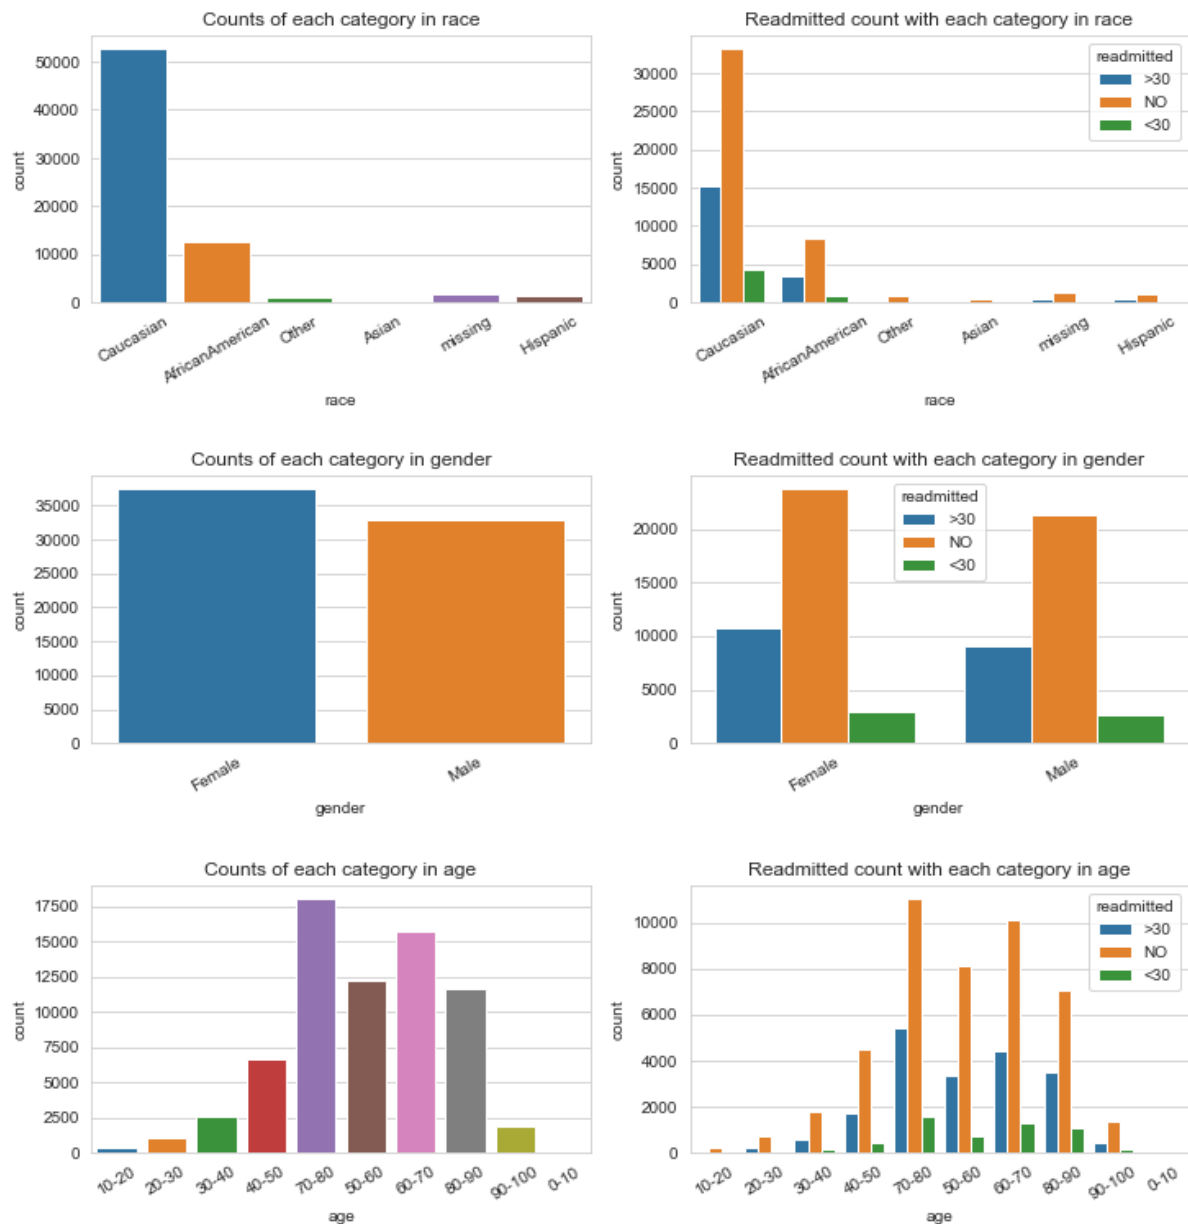 Counts of each category in race
count
50000
40000
30000
20000
10000
0
Caucasian
AfricanAmerican
Other
Asian
missing
Hispanic
race
Readmitted count with each category in race
count
30000
25000
20000
15000
10000
5000
0
readmitted
>30
NO
<30
Caucasian
AfricanAmerican
Other
Asian
missing
Hispanic
race
Counts of each category in gender
count
35000
30000
25000
20000
15000
10000
5000
0
Female
Male
gender
Readmitted count with each category in gender
count
20000
15000
10000
5000
0
readmitted
>30
NO
<30
Female
Male
gender
Counts of each category in age
count
17500
15000
12500
10000
7500
5000
2500
0
10-20
20-30
30-40
40-50
70-80
50-60
60-70
80-90
90-100
0-10
age
Readmitted count with each category in age
count
10000
8000
6000
4000
2000
0
readmitted
>30
NO
<30
10-20
20-30
30-40
40-50
70-80
50-60
60-70
80-90
90-100
0-10
age